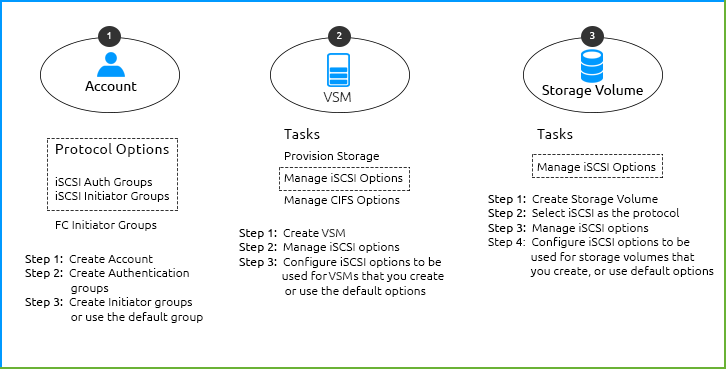 1
Account
Protocol Options
iSCSI Auth Groups
iSCSI Initiator Groups
FC Initiator Groups
Step 1: Create Account
Step 2: Create Authentication
groups
Step 3: Create Initiator groups
or use the default group
2
VSM
Tasks
Provision Storage
Manage iSCSI Options
Manage CIFS Options
Step 1: Create VSM
Step 2: Manage iSCSI options
Step 3: Configure iSCSI options to be
used for VSMs that you create
or use the default options
3
Storage Volume
Tasks
Manage iSCSI Options
Step 1: Create Storage Volume
Step 2: Select iSCSI as the protocol
Step 3: Manage iSCSI options
Step 4: Configure iSCSI options to be
used for storage volumes that
you create, or use default options